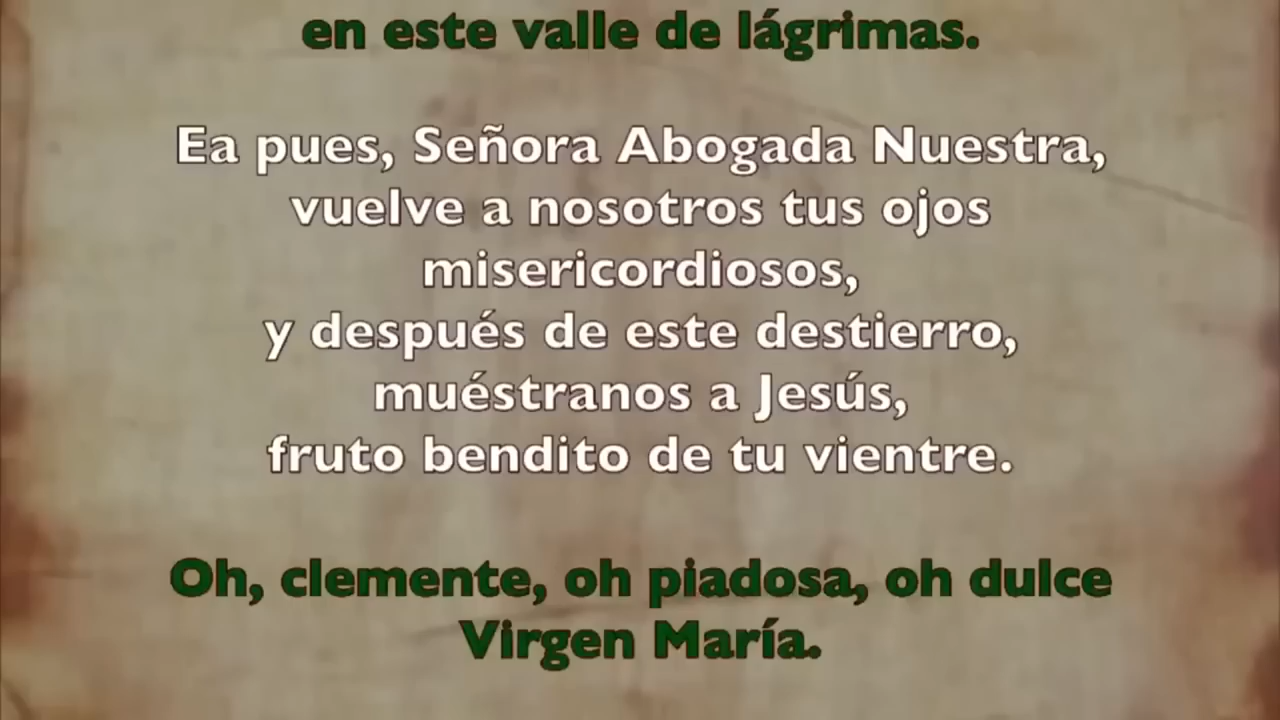 en este valle de lágrimas.
Ea pues, Señora Abogada Nuestra,
vuelve a nosotros tus ojos
misericordiosos,
y después de este destierro,
muéstranos a Jesús,
fruto bendito de tu vientre.
Oh, clemente, oh piadosa, oh dulce
Virgen María.